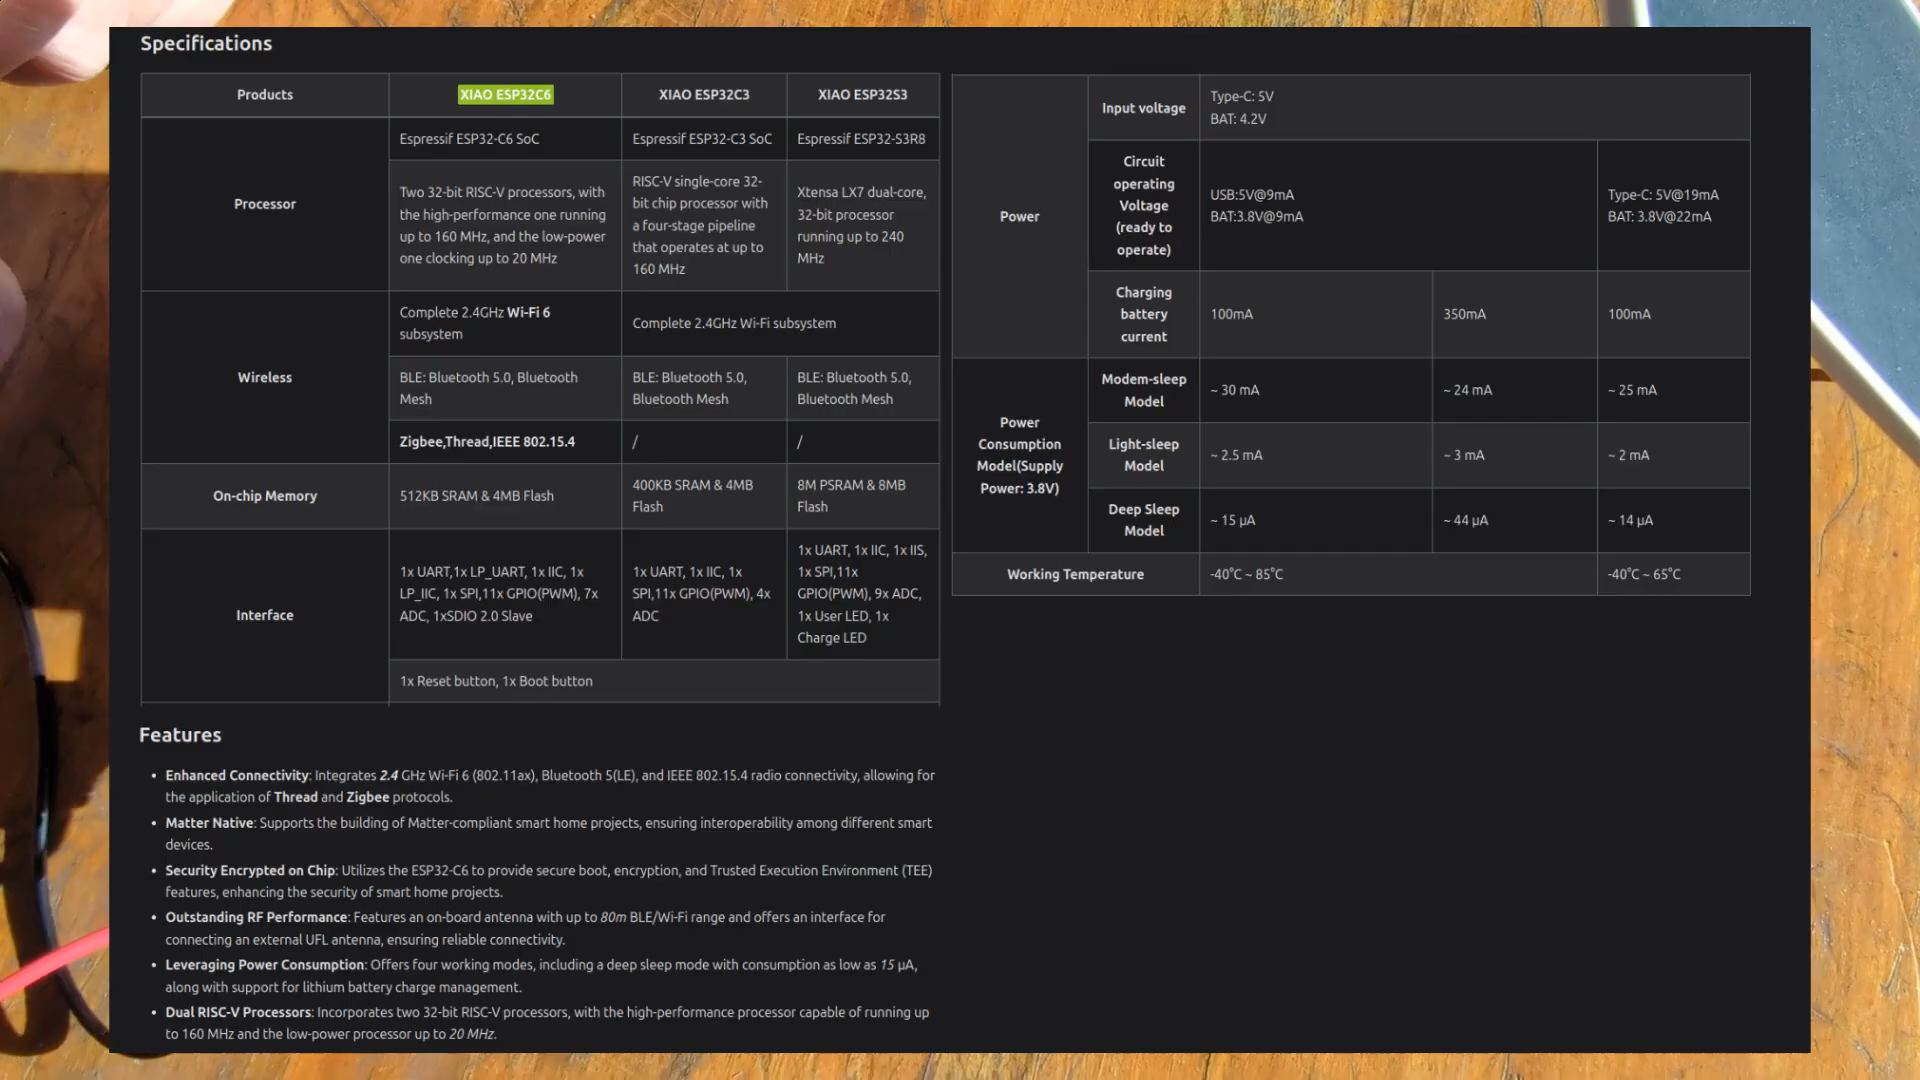 Specifications
Products
XIAO ESP32C6
XIAO ESP32C3
XIAO ESP32S3
Processor
Espressif ESP32-C6 SoC
Espressif ESP32-C3 SoC
Espressif ESP32-S3R8
Two 32-bit RISC-V processors, with
the high-performance one running
up to 160 MHz, and the low-power
one clocking up to 20 MHz
RISC-V single-core 32-
bit chip processor with
a four-stage pipeline
that operates at up to
160 MHz
Xtensa LX7 dual-core,
32-bit processor
running up to 240
MHz
Wireless
Complete 2.4GHz Wi-Fi 6
subsystem
Complete 2.4GHz Wi-Fi subsystem
BLE: Bluetooth 5.0, Bluetooth
Mesh
BLE: Bluetooth 5.0,
Bluetooth Mesh
BLE: Bluetooth 5.0,
Bluetooth Mesh
Zigbee,Thread,IEEE 802.15.4
/
/
On-chip Memory
512KB SRAM & 4MB Flash
400KB SRAM & 4MB
Flash
8M PSRAM & 8MB
Flash
Interface
1x UART,1x LP_UART, 1x IIC, 1x
LP_IIC, 1x SPI,11x GPIO(PWM), 7x
ADC, 1xSDIO 2.0 Slave
1x UART, 1x IIC, 1x
SPI,11x GPIO(PWM), 4x
ADC
1x UART, 1x IIC, 1x IIS,
1x SPI,11x
GPIO(PWM), 9x ADC,
1x User LED, 1x
Charge LED
1x Reset button, 1x Boot button
Power
Input voltage
Type-C: 5V
BAT: 4.2V
Circuit
operating
Voltage
(ready to
operate)
USB:5V@9mA
BAT:3.8V@9mA
Type-C: 5V@19mA
BAT: 3.8V@22mA
Charging
battery
current
100mA
350mA
100mA
Power
Consumption
Model(Supply
Power: 3.8V)
Modem-sleep
Model
~ 30 mA
~ 24 mA
~ 25 mA
Light-sleep
Model
~ 2.5 mA
~ 3 mA
~ 2 mA
Deep Sleep
Model
~ 15 μA
~ 44 μA
~ 14 μA
Working Temperature
-40°C ~ 85°C
-40°C ~ 65°C
Features
• Enhanced Connectivity: Integrates 2.4 GHz Wi-Fi 6 (802.11ax), Bluetooth 5(LE), and IEEE 802.15.4 radio connectivity, allowing for
the application of Thread and Zigbee protocols.
• Matter Native: Supports the building of Matter-compliant smart home projects, ensuring interoperability among different smart
devices.
• Security Encrypted on Chip: Utilizes the ESP32-C6 to provide secure boot, encryption, and Trusted Execution Environment (TEE)
features, enhancing the security of smart home projects.
• Outstanding RF Performance: Features an on-board antenna with up to 80m BLE/Wi-Fi range and offers an interface for
connecting an external UFL antenna, ensuring reliable connectivity.
• Leveraging Power Consumption: Offers four working modes, including a deep sleep mode with consumption as low as 15 μA,
along with support for lithium battery charge management.
• Dual RISC-V Processors: Incorporates two 32-bit RISC-V processors, with the high-performance processor capable of running up
to 160 MHz and the low-power processor up to 20 MHz.